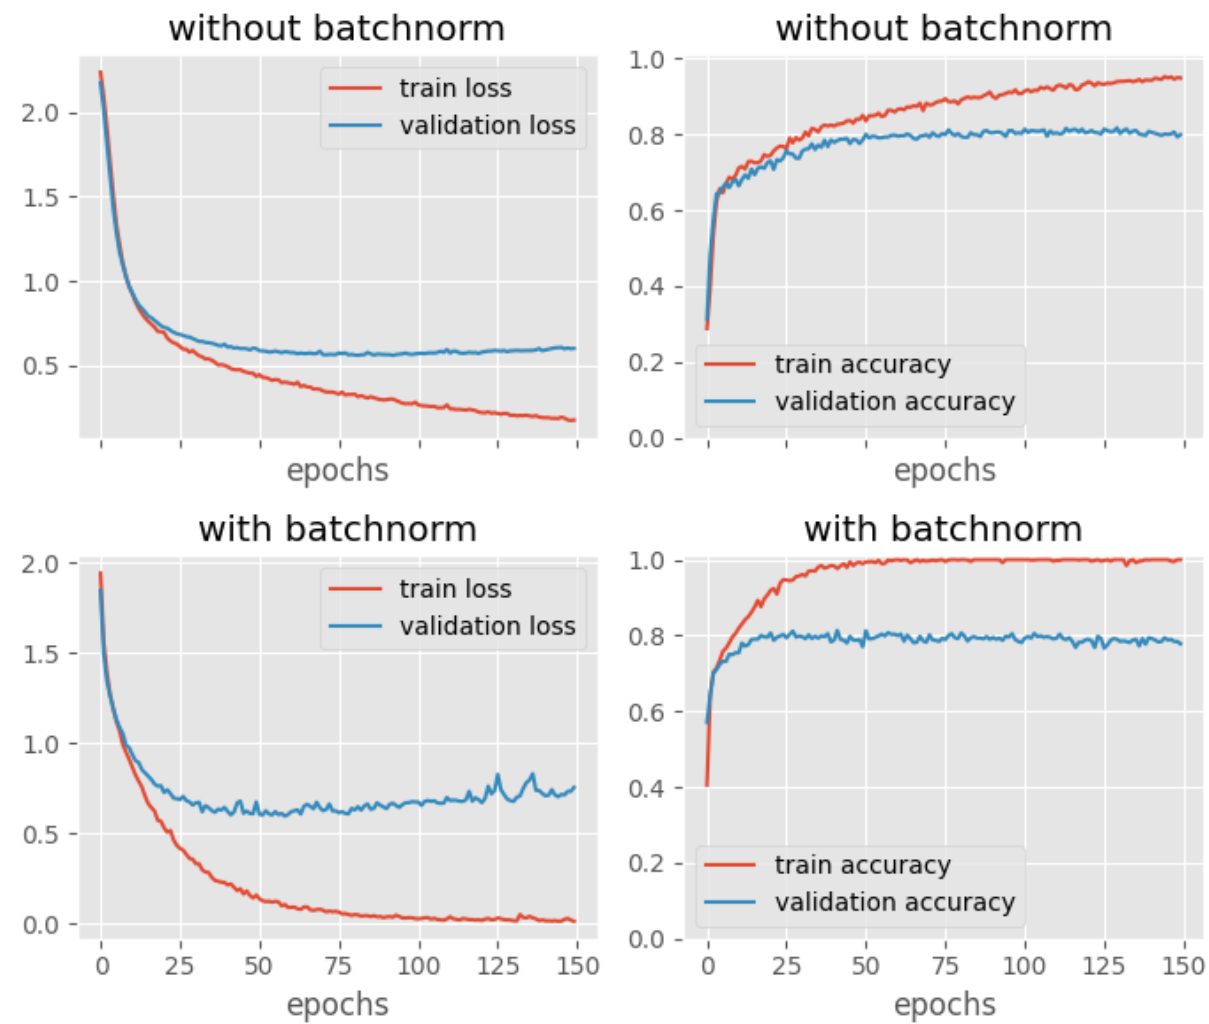 without batchnorm
train loss
validation loss
2.0
1.5
1.0
0.5
epochs
without batchnorm
1.0
0.8
0.6
0.4
0.2
0.0
train accuracy
validation accuracy
epochs
with batchnorm
train loss
validation loss
2.0
1.5
1.0
0.5
0.0
0 25 50 75 100 125 150
epochs
with batchnorm
1.0
0.8
0.6
0.4
0.2
0.0
train accuracy
validation accuracy
0 25 50 75 100 125 150
epochs